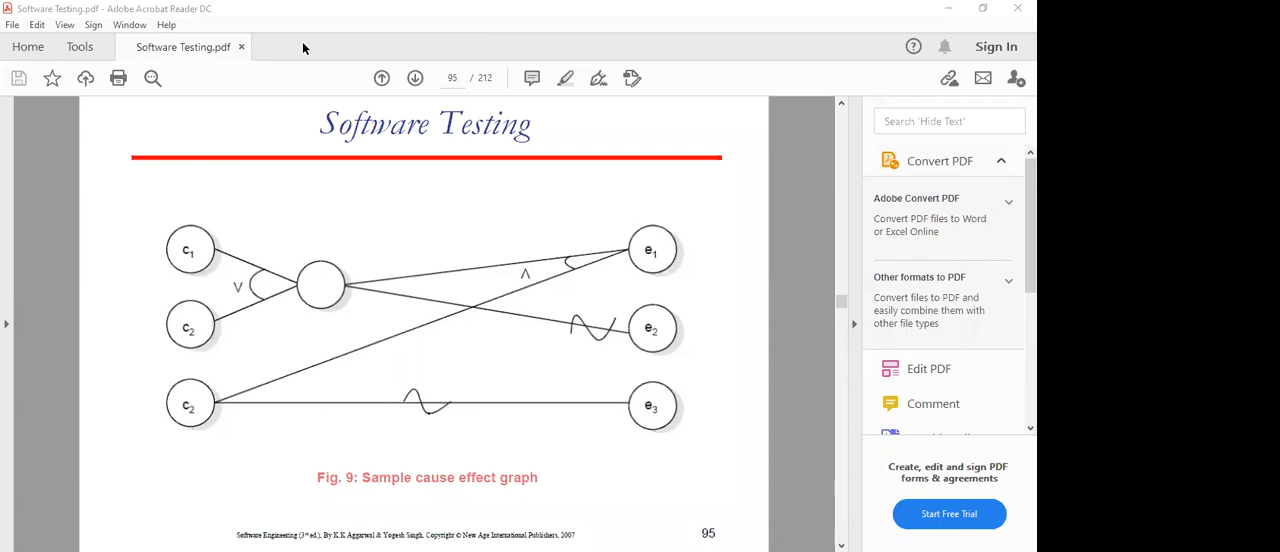 Software Testing.pdf - Adobe Acrobat Reader DC
File Edit View Sign Window Help
Home Tools Software Testing.pdf × Sign In
95 / 212
Software Testing
c1
c2
c2
V
Λ
e1
e2
e3
Fig. 9: Sample cause effect graph
Software Engineering (3rd ed.), By K.K Aggarwal & Yogesh Singh, Copyright © New Age International Publishers, 2007
95
Search 'Hide Text'
Convert PDF
Adobe Convert PDF
Convert PDF files to Word
or Excel Online
Other formats to PDF
Convert files to PDF and
easily combine them with
other file types
Edit PDF
Comment
Create, edit and sign PDF
forms & agreements
Start Free Trial